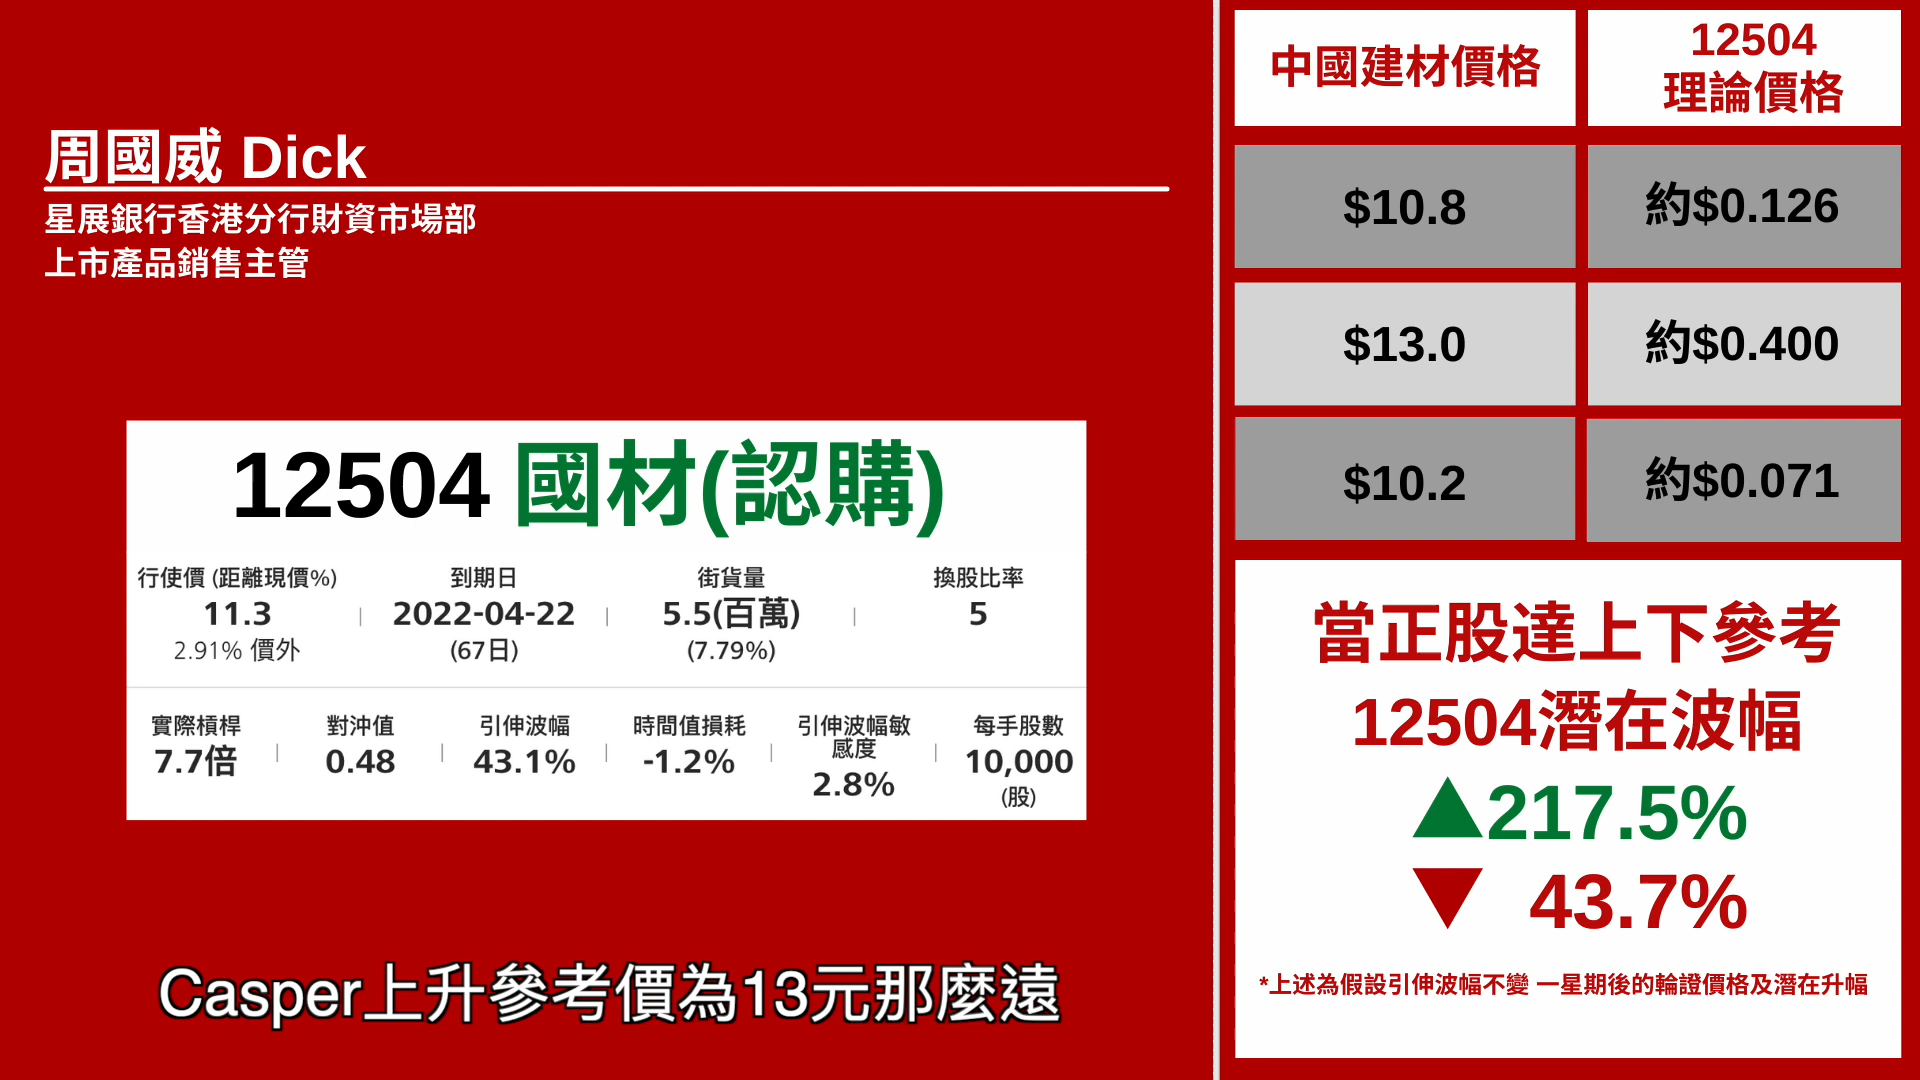 周國威 Dick
星展銀行香港分行財資市場部
上市產品銷售主管
12504 國材(認購)
行使價 (距離現價%) 到期日 街貨量 換股比率
11.3 2022-04-22 5.5(百萬) 5
2.91% 價外 (67日) (7.79%)
實際槓桿 對沖值 引伸波幅 時間值損耗 引伸波幅敏感度 每手股數
7.7倍 0.48 43.1% -1.2% 2.8% 10,000
(股)
Casper上升參考價為13元那麼遠
中國建材價格 12504
理論價格
$10.8 約$0.126
$13.0 約$0.400
$10.2 約$0.071
當正股達上下參考
12504潛在波幅
▲217.5%
▼ 43.7%
*上述為假設引伸波幅不變 一星期後的輪證價格及潛在升幅